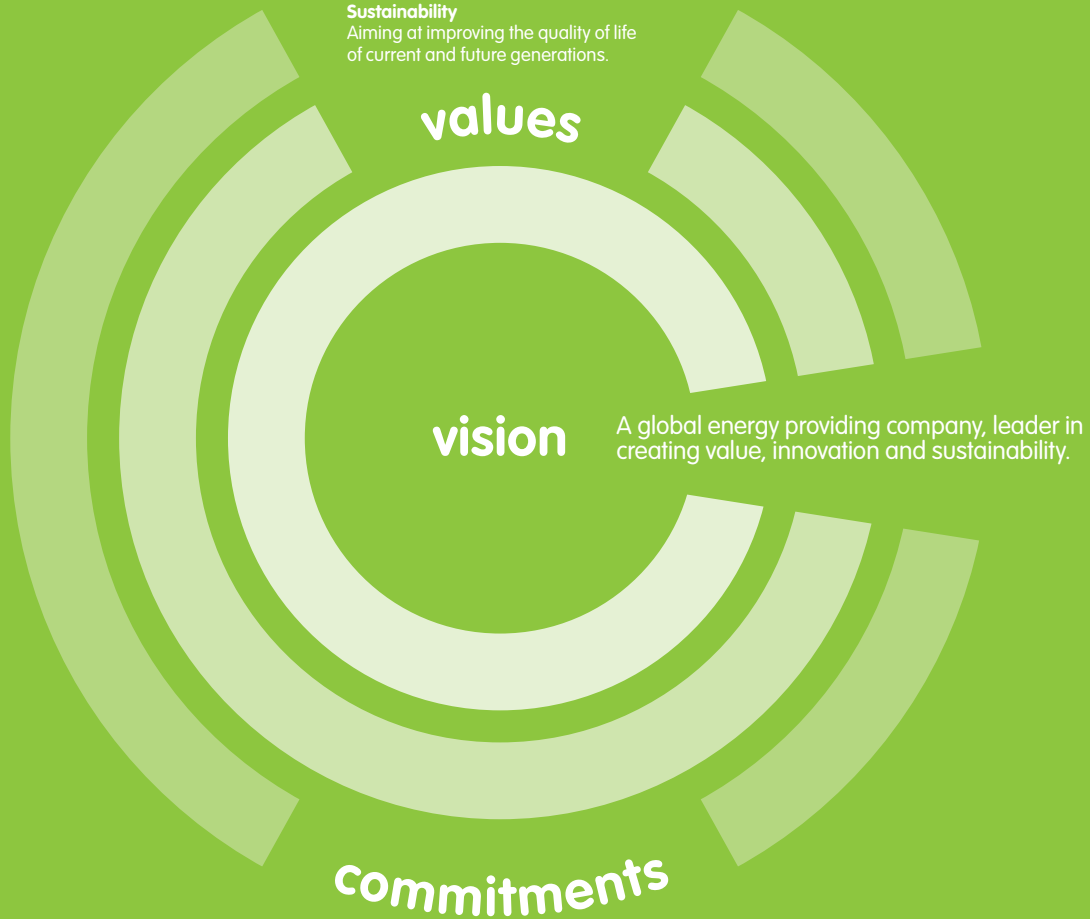 Sustainability
Aiming at improving the quality of life
of current and future generations.
values
vision
A global energy providing company, leader in
creating value, innovation and sustainability.
commitments